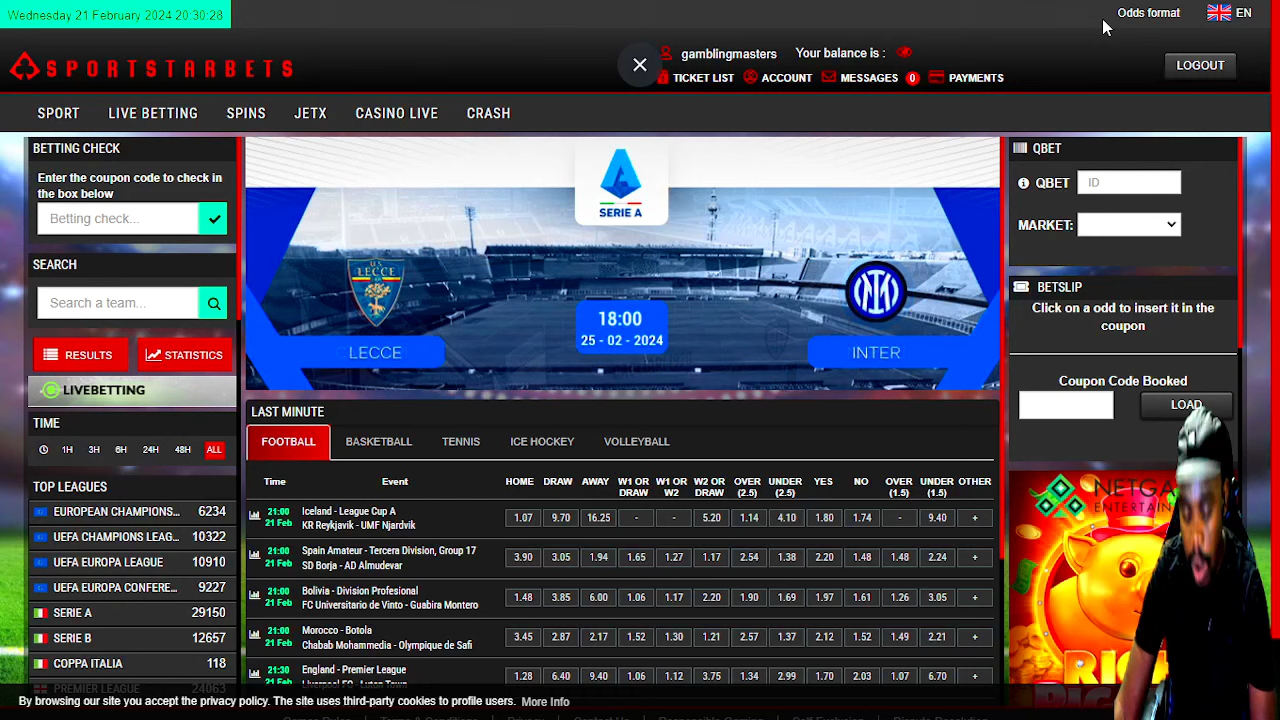 Wednesday 21 February 2024 20:30:28
Odds format
EN
SPORTSTARBETS
gamblingmasters
Your balance is :
TICKET LIST
ACCOUNT
MESSAGES
0
PAYMENTS
LOGOUT
SPORT
LIVE BETTING
SPINS
JETX
CASINO LIVE
CRASH
BETTING CHECK
Enter the coupon code to check in
the box below
Betting check...
SEARCH
Search a team...
RESULTS
STATISTICS
LIVEBETTING
TIME
1H 3H 6H 24H 48H ALL
TOP LEAGUES
EUROPEAN CHAMPIONS... 6234
UEFA CHAMPIONS LEAG... 10322
UEFA EUROPA LEAGUE 10910
UEFA EUROPA CONFERE... 9227
SERIE A 29150
SERIE B 12657
COPPA ITALIA 118
PREMIER LEAGUE 24063
SERIE A
U.S. LECCE
18:00
25 - 02 - 2024
LECCE
INTER
LAST MINUTE
FOOTBALL
BASKETBALL
TENNIS
ICE HOCKEY
VOLLEYBALL
Time Event HOME DRAW AWAY W1 OR DRAW W1 OR W2 W2 OR DRAW OVER (2.5) UNDER (2.5) YES NO OVER (1.5) UNDER (1.5) OTHER
21:00 Iceland - League Cup A
21 Feb KR Reykjavik - UMF Njardvik
1.07 9.70 16.25 - - 5.20 1.14 4.10 1.80 1.74 - 9.40 +
21:00 Spain Amateur - Tercera Division, Group 17
21 Feb SD Borja - AD Almudevar
3.90 3.05 1.94 1.65 1.27 1.17 2.54 1.38 2.20 1.48 1.48 2.24 +
21:00 Bolivia - Division Profesional
21 Feb FC Universitario de Vinto - Guabira Montero
1.48 3.85 6.00 1.06 1.17 2.20 1.90 1.69 1.97 1.61 1.26 3.05 +
21:00 Morocco - Botola
21 Feb Chabab Mohammedia - Olympique de Safi
3.45 2.87 2.17 1.52 1.30 1.21 2.57 1.37 2.12 1.52 1.49 2.21 +
21:30 England - Premier League
21 Feb Liverpool FC - Luton Town
1.28 6.40 9.40 1.06 1.12 3.75 1.34 2.99 1.70 2.03 1.07 6.70 +
QBET
QBET ID
MARKET:
BETSLIP
Click on a odd to insert it in the
coupon
Coupon Code Booked
LOAD
NETGA
ENTERTAINME
By browsing our site you accept the privacy policy. The site uses third-party cookies to profile users. More Info